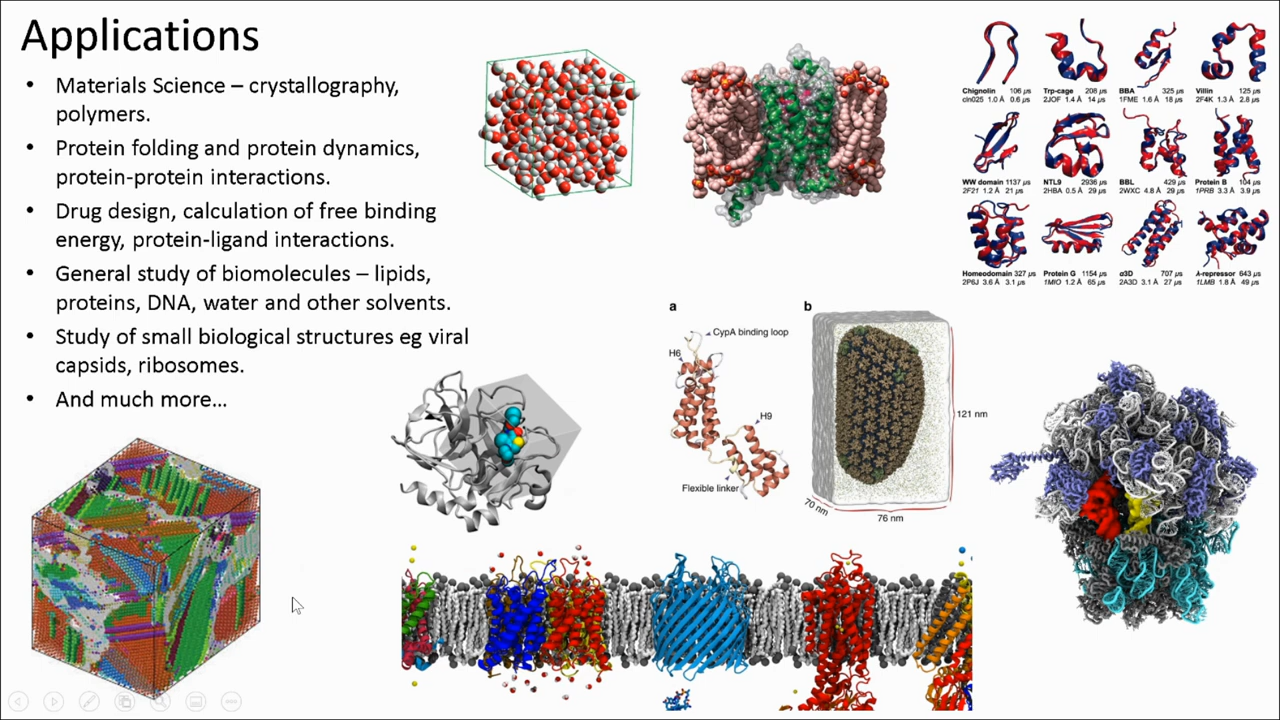 Applications
• Materials Science – crystallography,
polymers.
• Protein folding and protein dynamics,
protein-protein interactions.
• Drug design, calculation of free binding
energy, protein-ligand interactions.
• General study of biomolecules – lipids,
proteins, DNA, water and other solvents.
• Study of small biological structures eg viral
capsids, ribosomes.
• And much more…
Chignolin 106 µs
cln025 1.0 Å 0.6 µs
Trp-cage 208 µs
2JOF 1.4 Å 14 µs
BBA 325 µs
1FME 1.6 Å 18 µs
Villin 125 µs
2F4K 1.3 Å 2.8 µs
WW domain 1137 µs
2F21 1.2 Å 21 µs
NTL9 2936 µs
2HBA 0.5 Å 29 µs
BBL 429 µs
2WXC 4.8 Å 29 µs
Protein B 104 µs
1PRB 3.3 Å 3.9 µs
Homeodomain 327 µs
2P6J 3.6 Å 3.1 µs
Protein G 1154 µs
1MIO 1.2 Å 65 µs
α3D 707 µs
2A3D 3.1 Å 27 µs
λ-repressor 643 µs
1LMB 1.8 Å 49 µs
a
CypA binding loop
H6
H9
Flexible linker
b
121 nm
70 nm
76 nm